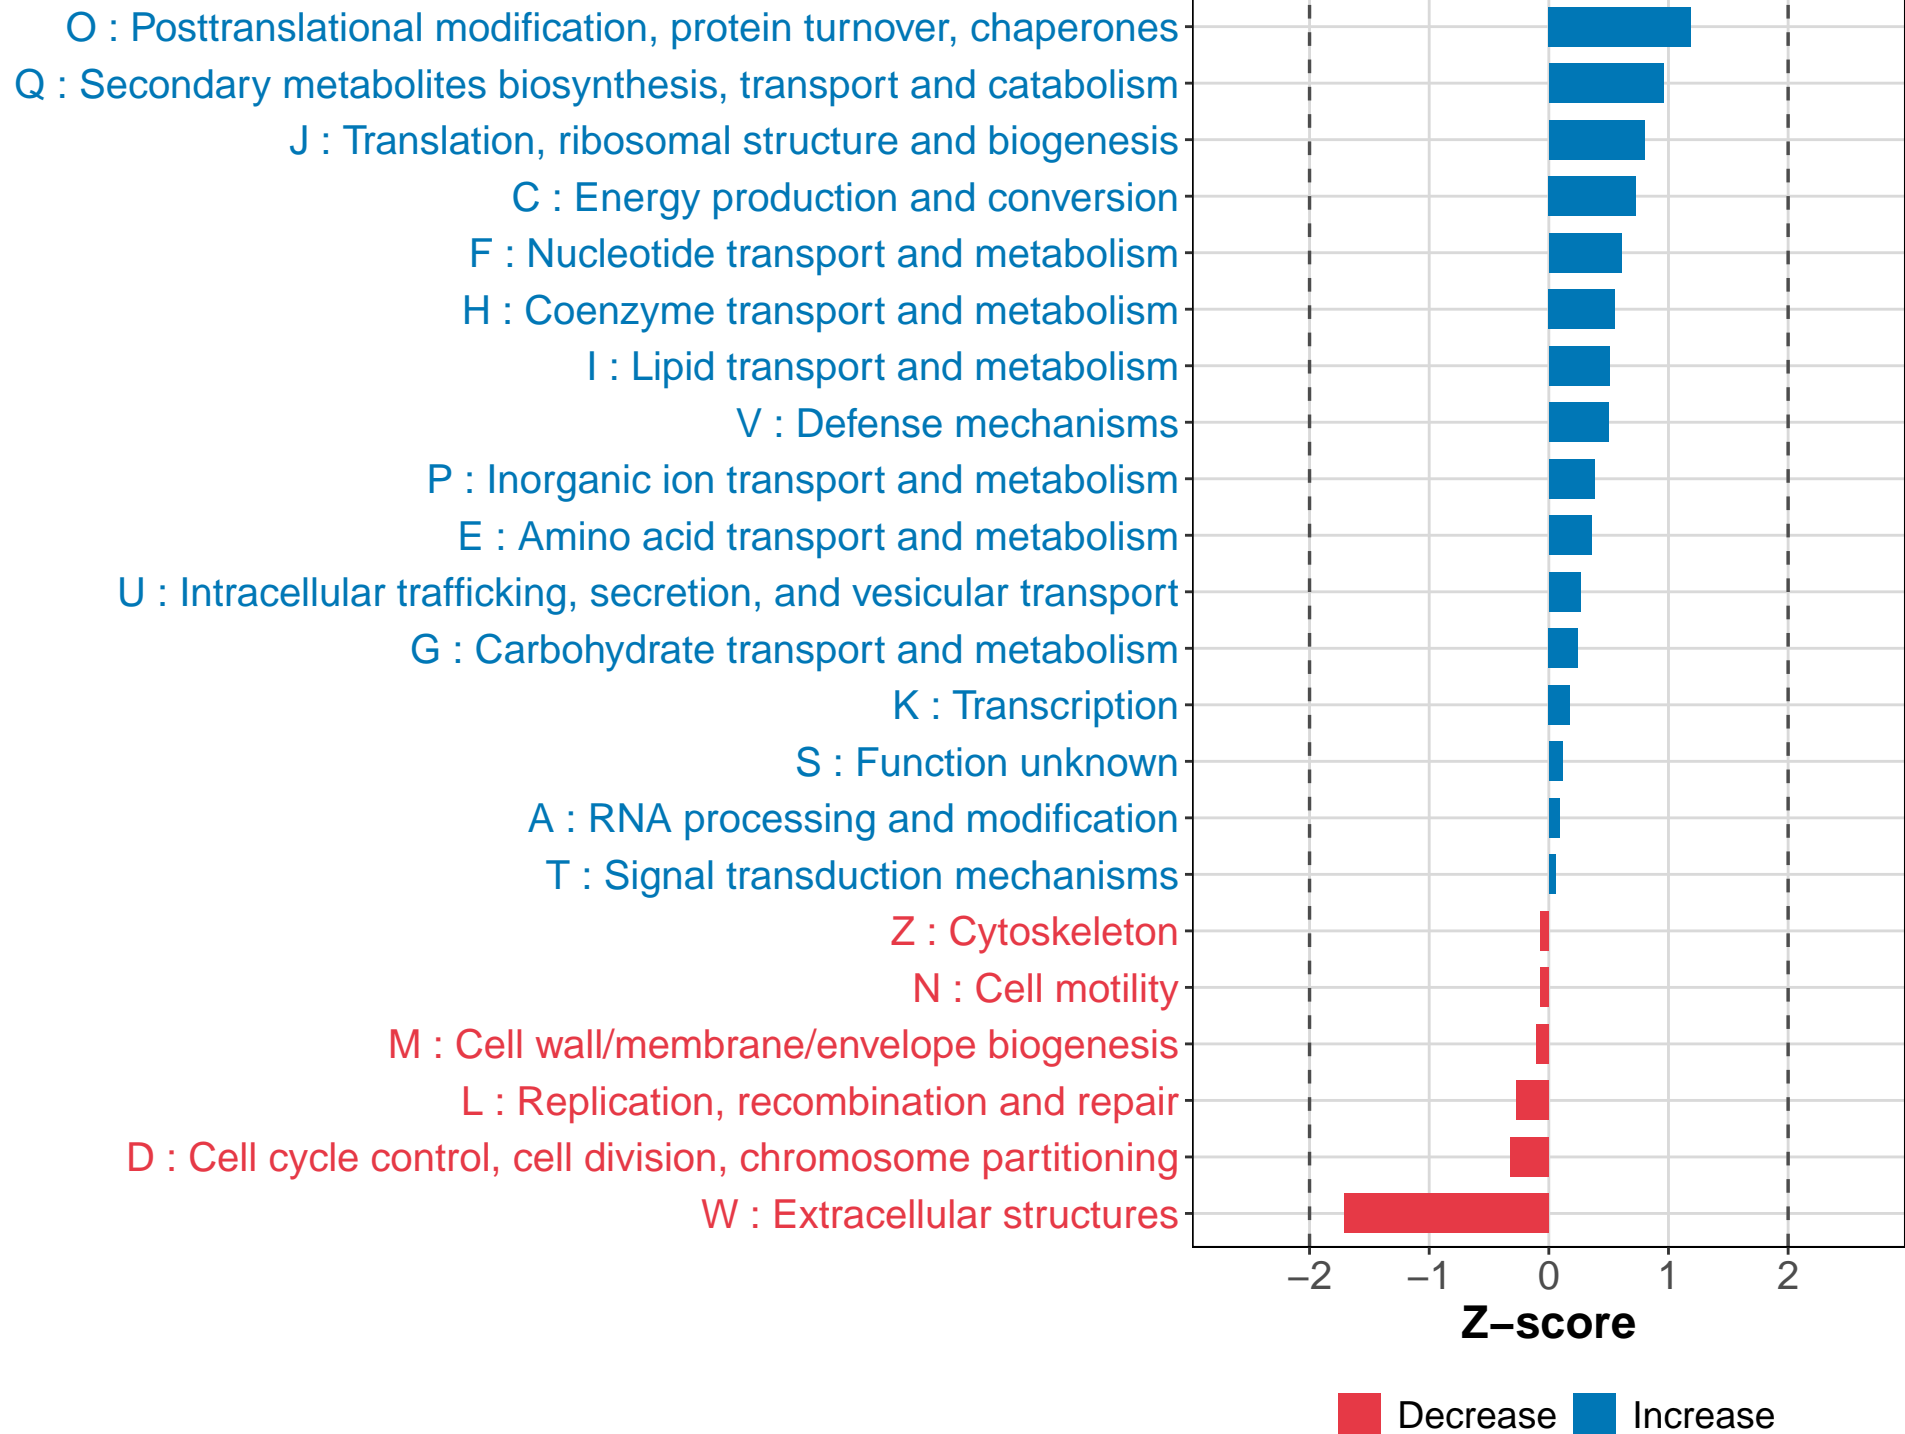 O : Posttranslational modification, protein turnover, chaperones
Q : Secondary metabolites biosynthesis, transport and catabolism
J : Translation, ribosomal structure and biogenesis
C : Energy production and conversion
F : Nucleotide transport and metabolism
H : Coenzyme transport and metabolism
I : Lipid transport and metabolism
V : Defense mechanisms
P : Inorganic ion transport and metabolism
E : Amino acid transport and metabolism
U : Intracellular trafficking, secretion, and vesicular transport
G : Carbohydrate transport and metabolism
K : Transcription
S : Function unknown
A : RNA processing and modification
T : Signal transduction mechanisms
Z : Cytoskeleton
N : Cell motility
M : Cell wall/membrane/envelope biogenesis
L : Replication, recombination and repair
D : Cell cycle control, cell division, chromosome partitioning
W : Extracellular structures
−2 −1 0 1 2
Z−score
Decrease Increase